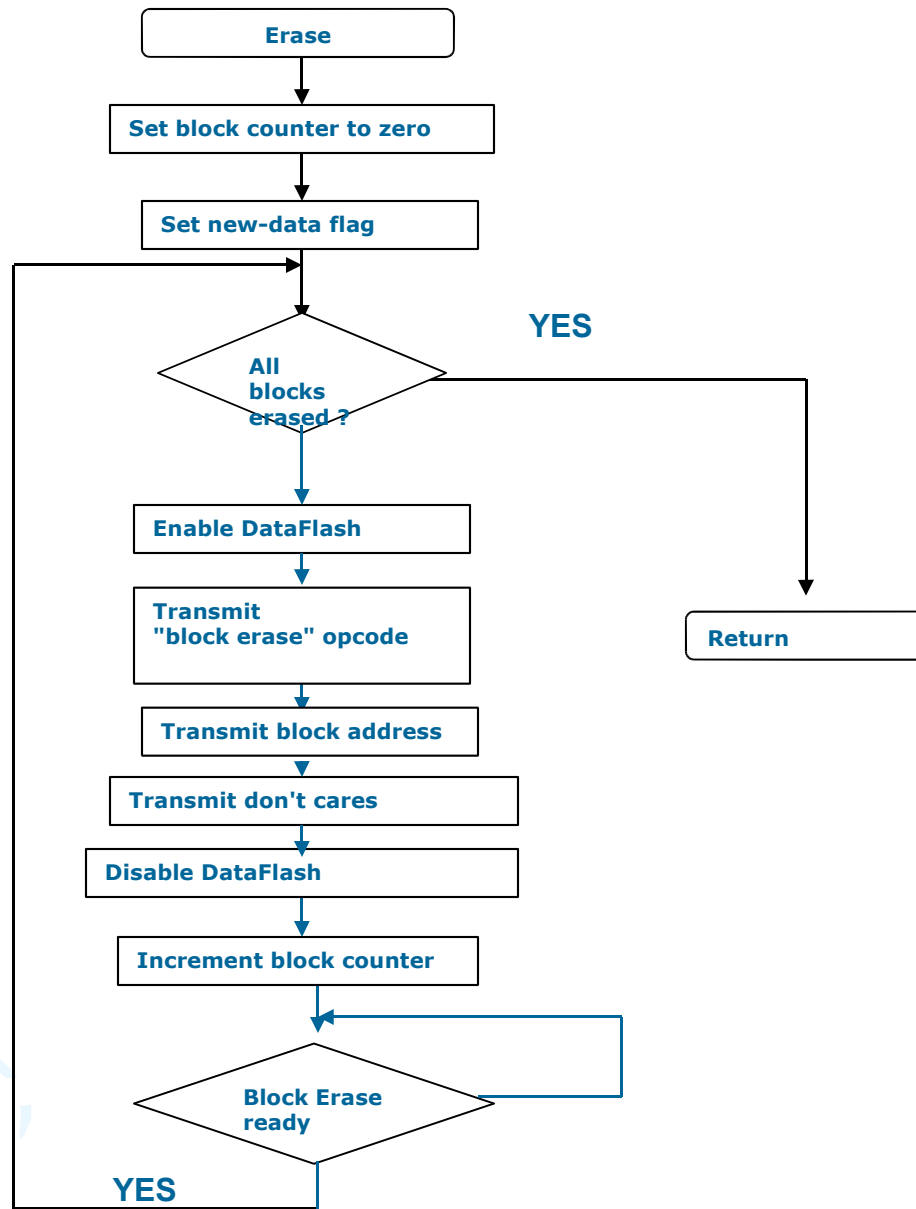 Erase
Set block counter to zero
Set new-data flag
YES
All
blocks
erased ?
Enable DataFlash
Transmit
"block erase" opcode
Return
Transmit block address
Transmit don't cares
Disable DataFlash
Increment block counter
Block Erase
ready
YES